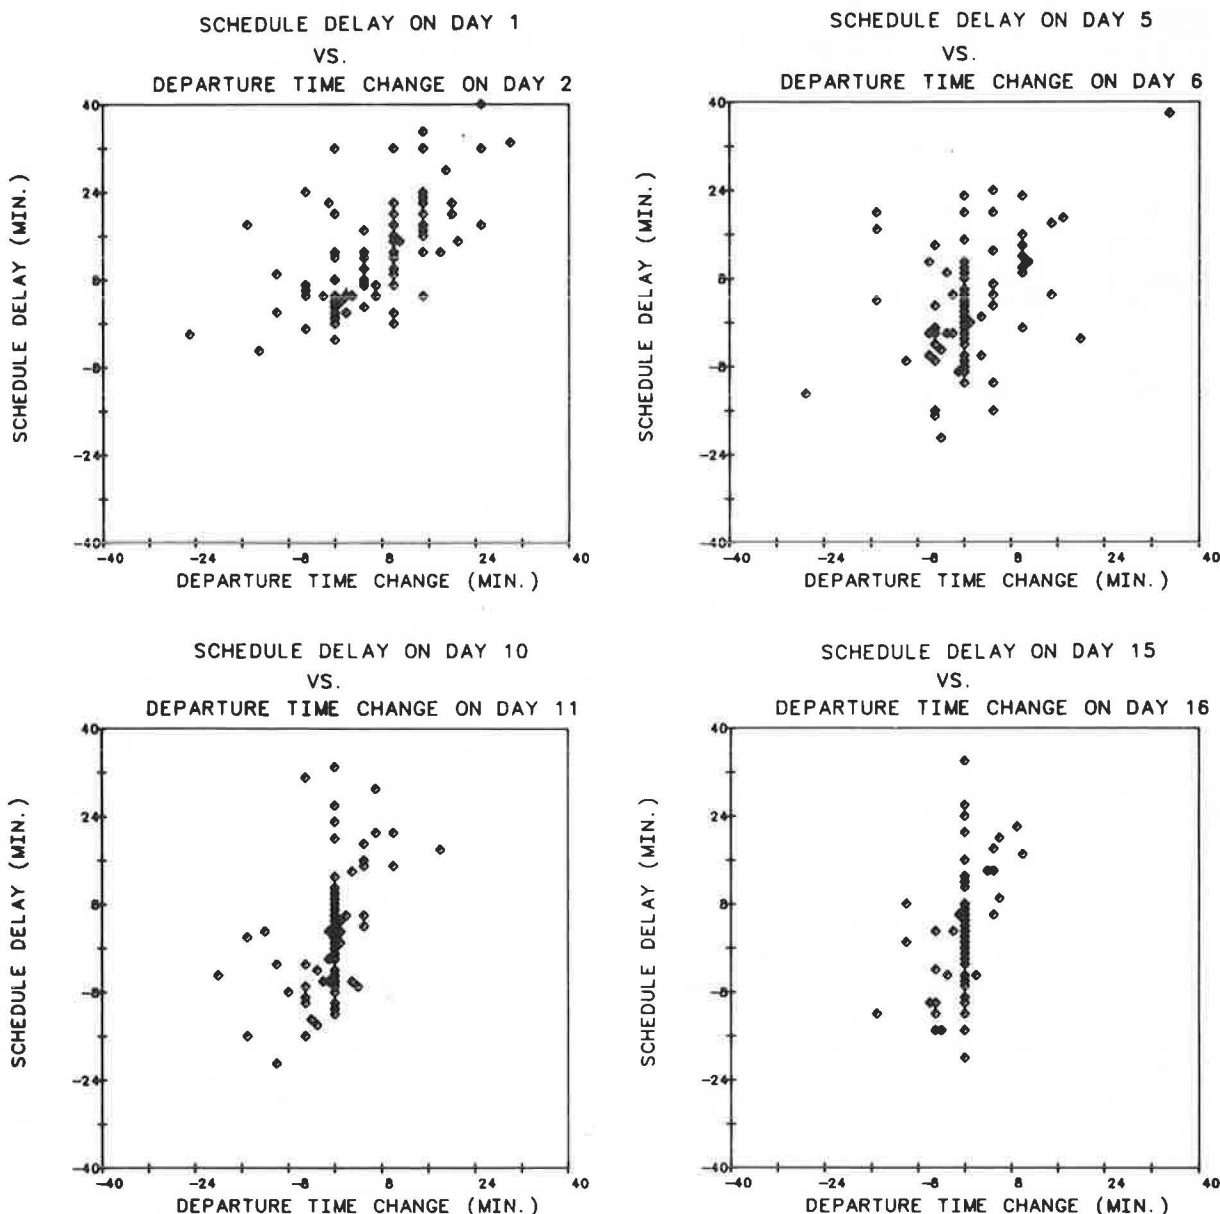 SCHEDULE DELAY ON DAY 1
VS.
DEPARTURE TIME CHANGE ON DAY 2
40
24
8
-8
-24
-40
SCHEDULE DELAY (MIN.)
-40 -24 -8 8 24 40
DEPARTURE TIME CHANGE (MIN.)
SCHEDULE DELAY ON DAY 5
VS.
DEPARTURE TIME CHANGE ON DAY 6
40
24
8
-8
-24
-40
SCHEDULE DELAY (MIN.)
-40 -24 -8 8 24 40
DEPARTURE TIME CHANGE (MIN.)
SCHEDULE DELAY ON DAY 10
VS.
DEPARTURE TIME CHANGE ON DAY 11
40
24
8
-8
-24
-40
SCHEDULE DELAY (MIN.)
-40 -24 -8 8 24 40
DEPARTURE TIME CHANGE (MIN.)
SCHEDULE DELAY ON DAY 15
VS.
DEPARTURE TIME CHANGE ON DAY 16
40
24
8
-8
-24
-40
SCHEDULE DELAY (MIN.)
-40 -24 -8 8 24 40
DEPARTURE TIME CHANGE (MIN.)